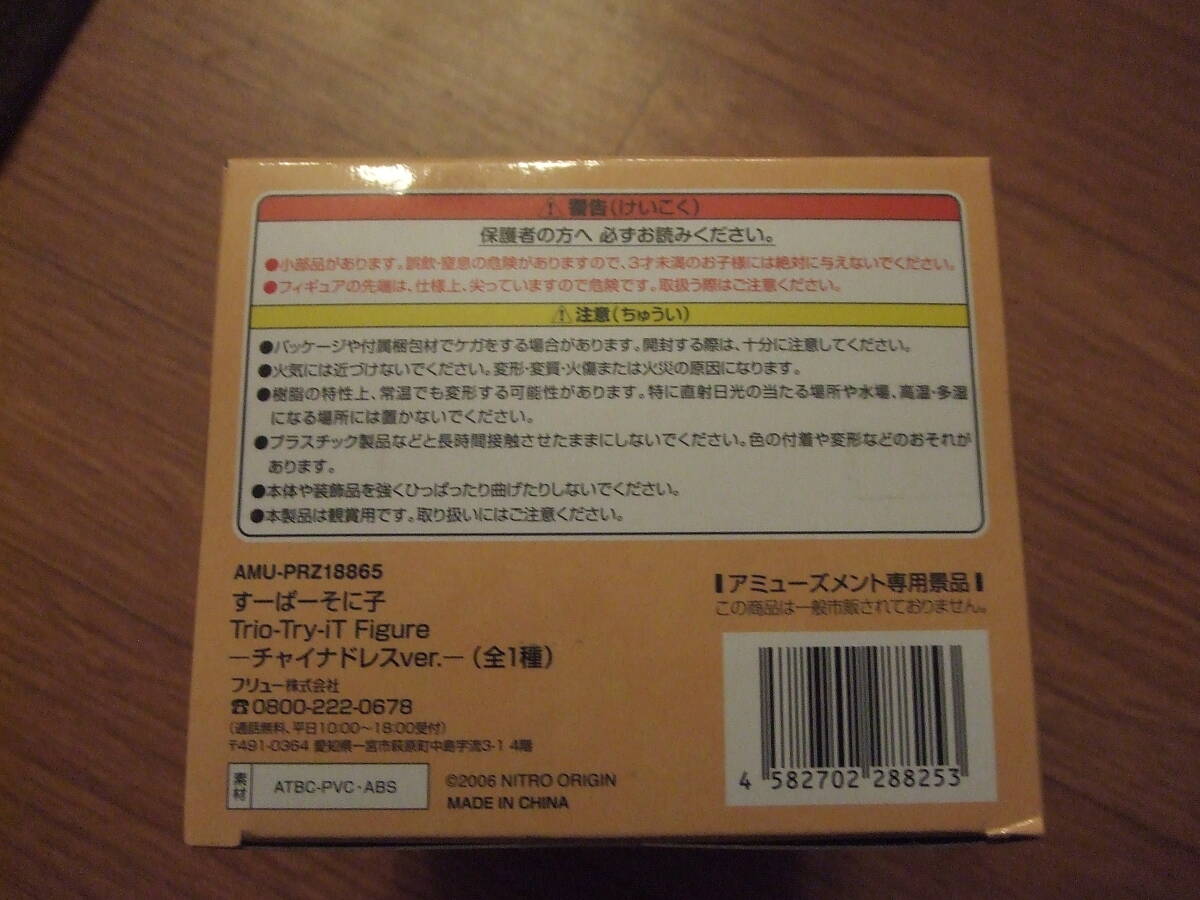 ⚠警告(けいこく)
保護者の方へ 必ずお読みください。
●小部品があります。誤飲・窒息の危険がありますので、3才未満のお子様には絶対に与えないでください。
●フィギュアの先端は、仕様上、尖っていますので危険です。取扱う際はご注意ください。
⚠注意(ちゅうい)
●パッケージや付属梱包材でケガをする場合があります。開封する際は、十分に注意してください。
●火気には近づけないでください。変形・変質・火傷または火災の原因になります。
●樹脂の特性上、常温でも変形する可能性があります。特に直射日光の当たる場所や水場、高温・多湿
になる場所には置かないでください。
●プラスチック製品などと長時間接触させたままにしないでください。色の付着や変形などのおそれが
あります。
●本体や装飾品を強くひっぱったり曲げたりしないでください。
●本製品は観賞用です。取り扱いにはご注意ください。
AMU-PRZ18865
すーぱーそに子
Trio-Try-iT Figure
―チャイナドレスver.―(全1種)
フリュー株式会社
☎0800-222-0678
(通話無料、平日10:00~18:00受付)
〒491-0364 愛知県一宮市萩原町中島字流3-1 4階
素材 ATBC-PVC・ABS
©2006 NITRO ORIGIN
MADE IN CHINA
アミューズメント専用景品
この商品は一般市販されておりません。
4 582702 288253